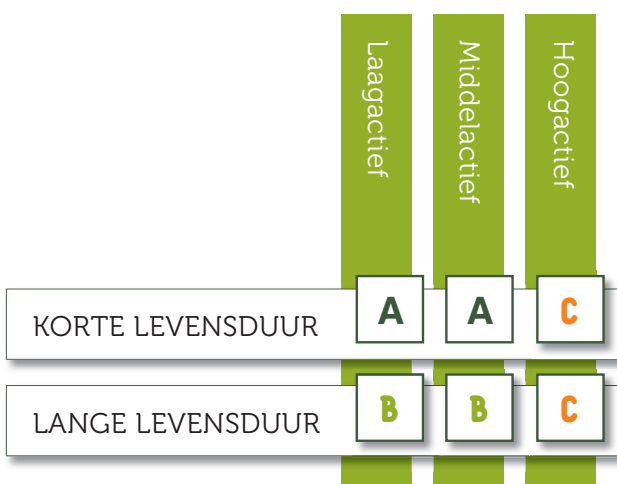 Laagactief
Middelactief
Hoogactief
KORTE LEVENSDUUR A A C
LANGE LEVENSDUUR B B C